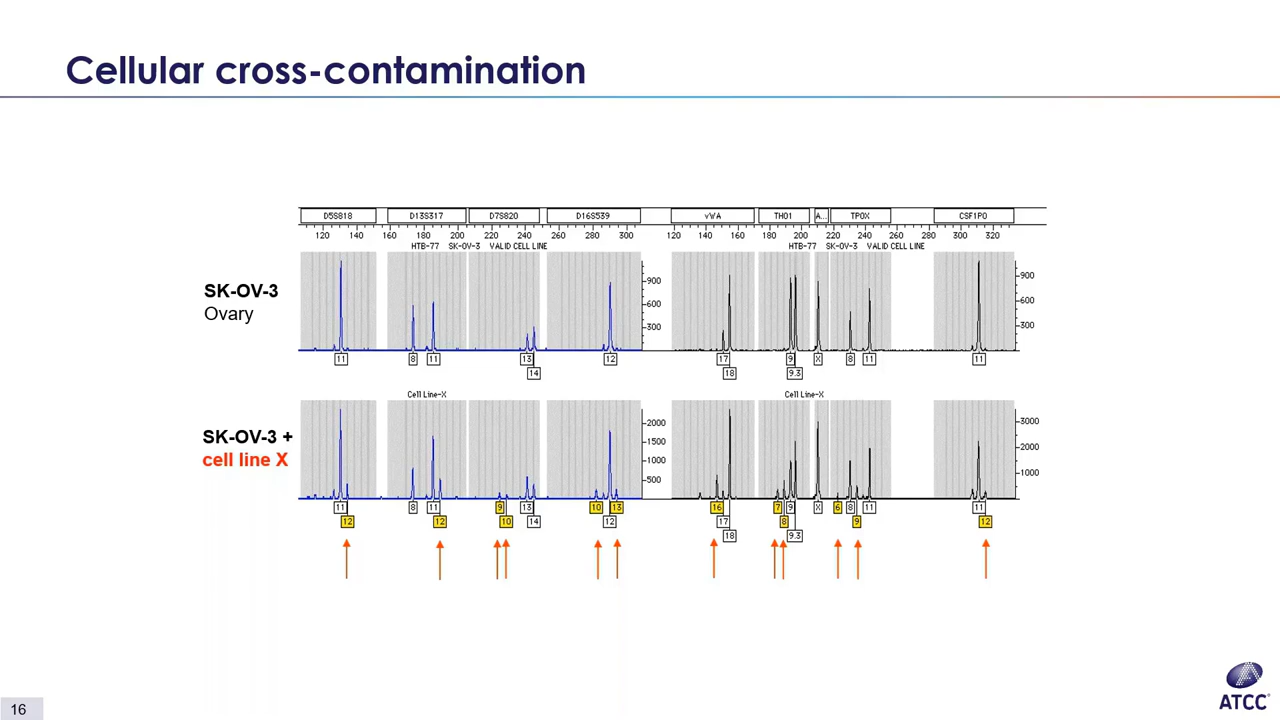 Cellular cross-contamination
D5S818 D13S317 D7S820 D16S539 vWA TH01 A... TPOX CSF1PO
120 140 160 180 200 220 240 260 280 300 120 140 160 180 200 220 240 260 280 300 320
HTB-77 SK-OV-3 VALID CELL LINE HTB-77 SK-OV-3 VALID CELL LINE
SK-OV-3
Ovary
900
600
300
900
600
300
11 8 11 13 12 17 9 X 8 11 11
14 18 9.3
Cell Line-X Cell Line-X
SK-OV-3 +
cell line X
2000
1500
1000
500
3000
2000
1000
11 8 11 9 13 10 13 16 7 9 X 6 8 11 11
12 12 10 14 12 17 8 9 12
18 9.3
16
ATCC®